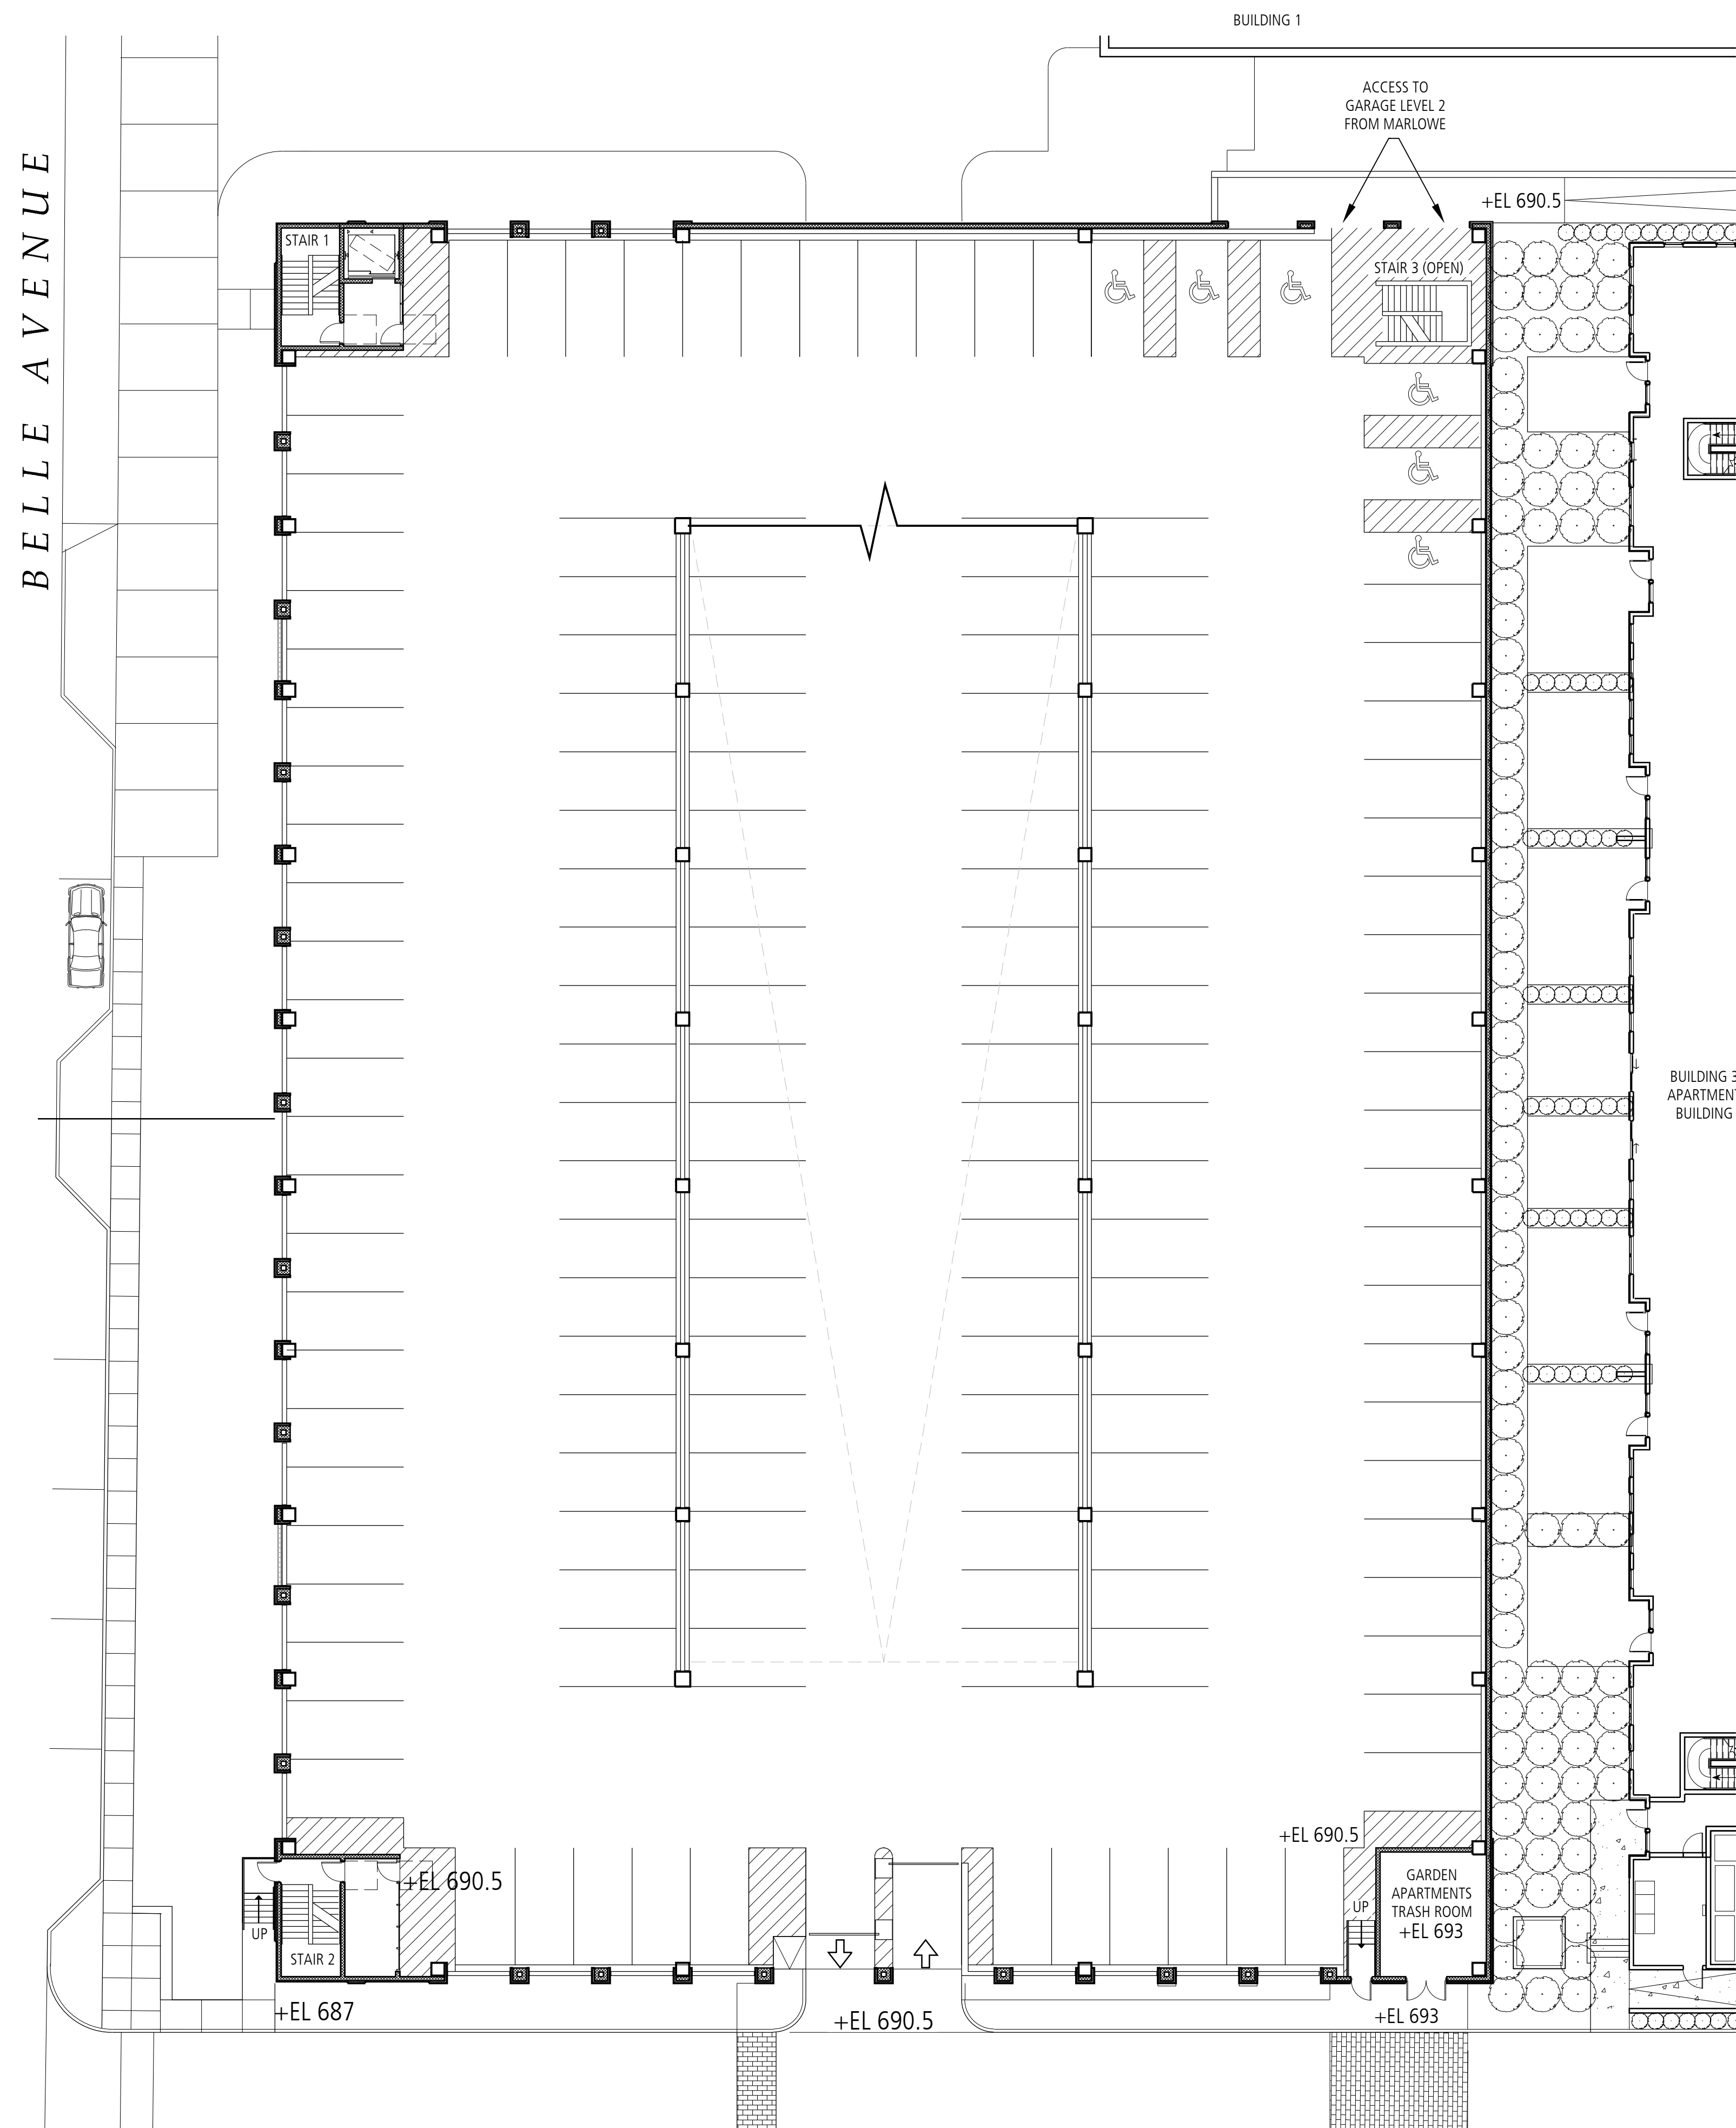 BUILDING 1
ACCESS TO
GARAGE LEVEL 2
FROM MARLOWE
BELLE AVENUE
+EL 690.5
STAIR 1
STAIR 3 (OPEN)
BUILDING 3
APARTMENT
BUILDING
+EL 690.5
+EL 690.5
GARDEN
APARTMENTS
TRASH ROOM
+EL 693
UP
UP
STAIR 2
+EL 687
+EL 690.5
+EL 693